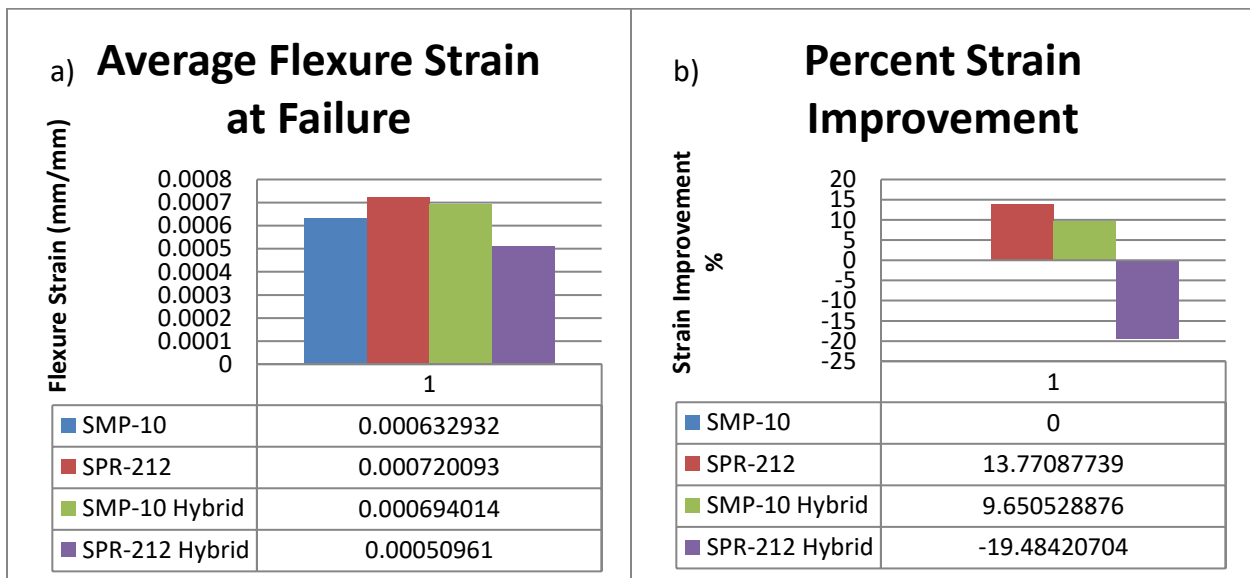 a) Average Flexure Strain
at Failure
Flexure Strain (mm/mm)
0.0008
0.0007
0.0006
0.0005
0.0004
0.0003
0.0002
0.0001
0
1
SMP-10 0.000632932
SPR-212 0.000720093
SMP-10 Hybrid 0.000694014
SPR-212 Hybrid 0.00050961
b) Percent Strain
Improvement
Strain Improvement
%
20
15
10
5
0
-5
-10
-15
-20
-25
1
SMP-10 0
SPR-212 13.77087739
SMP-10 Hybrid 9.650528876
SPR-212 Hybrid -19.48420704